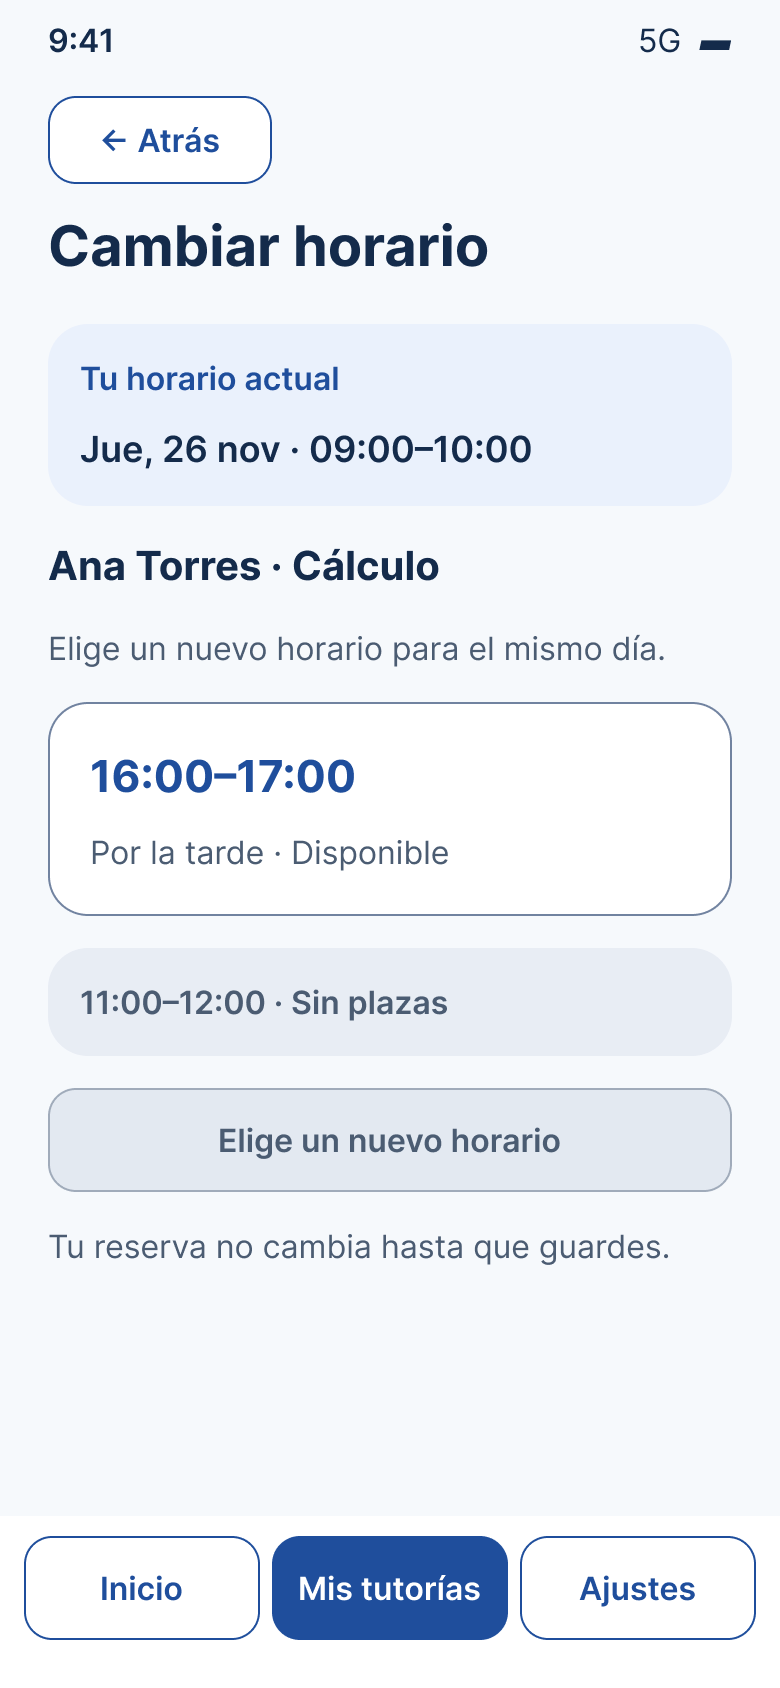 9:41
5G
← Atrás
Cambiar horario
Tu horario actual
Jue, 26 nov · 09:00–10:00
Ana Torres · Cálculo
Elige un nuevo horario para el mismo día.
16:00–17:00
Por la tarde · Disponible
11:00–12:00 · Sin plazas
Elige un nuevo horario
Tu reserva no cambia hasta que guardes.
Inicio
Mis tutorías
Ajustes